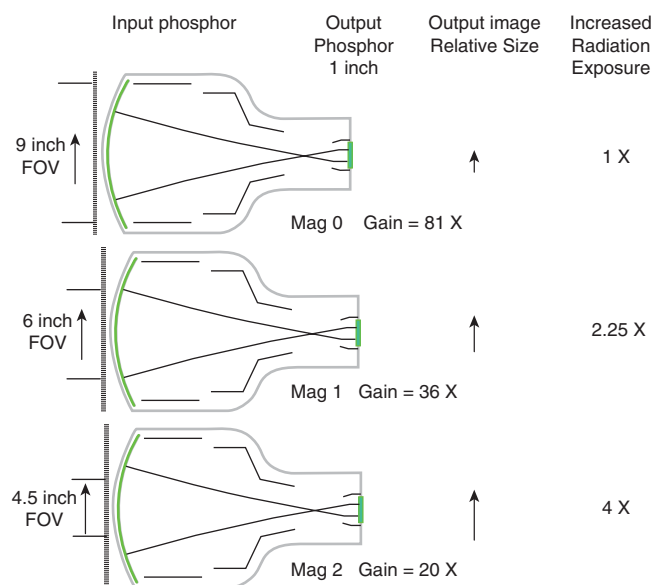 Input phosphor
Output
Phosphor
1 inch
Output image
Relative Size
Increased
Radiation
Exposure
9 inch
FOV
1 X
Mag 0 Gain = 81 X
6 inch
FOV
2.25 X
Mag 1 Gain = 36 X
4.5 inch
FOV
4 X
Mag 2 Gain = 20 X